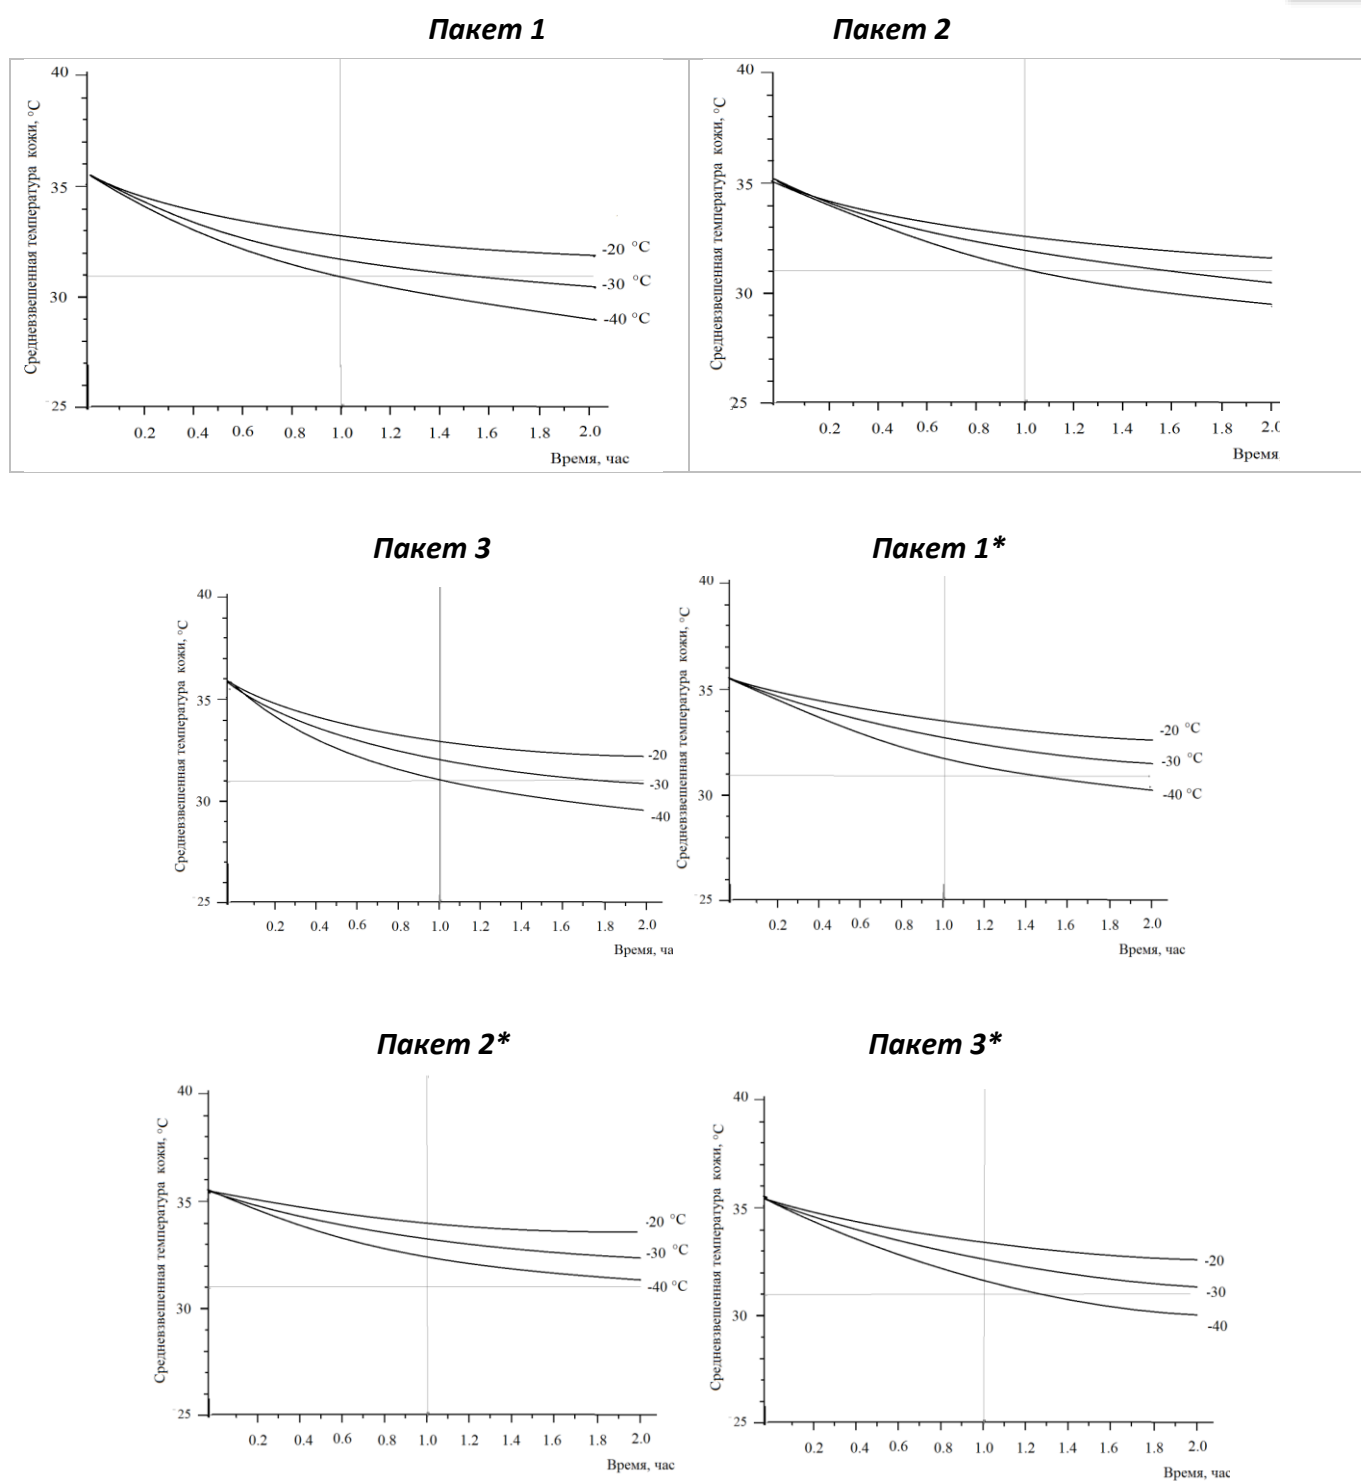 Пакет 1
Пакет 2
Средневзвешенная температура кожи, °С
40
35
30
25
-20 °С
-30 °С
-40 °С
0.2 0.4 0.6 0.8 1.0 1.2 1.4 1.6 1.8 2.0
Время, час
Средневзвешенная температура кожи, °С
40
35
30
25
0.2 0.4 0.6 0.8 1.0 1.2 1.4 1.6 1.8 2.0
Время
Пакет 3
Пакет 1*
Средневзвешенная температура кожи, °С
40
35
30
25
-20
-30
-40
0.2 0.4 0.6 0.8 1.0 1.2 1.4 1.6 1.8 2.0
Время, ча
Средневзвешенная температура кожи, °С
40
35
30
25
-20 °С
-30 °С
-40 °С
0.2 0.4 0.6 0.8 1.0 1.2 1.4 1.6 1.8 2.0
Время, час
Пакет 2*
Пакет 3*
Средневзвешенная температура кожи, °С
40
35
30
25
-20 °С
-30 °С
-40 °С
0.2 0.4 0.6 0.8 1.0 1.2 1.4 1.6 1.8 2.0
Время, час
Средневзвешенная температура кожи, °С
40
35
30
25
-20
-30
-40
0.2 0.4 0.6 0.8 1.0 1.2 1.4 1.6 1.8 2.0
Время, час